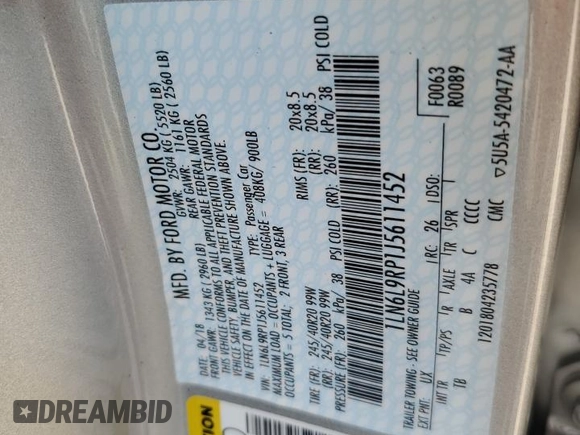 MFD. BY FORD MOTOR CO.
DATE: 04/18 GVWR: 2504 KG ( 5520 LB)
FRONT GAWR: 1343 KG (2960 LB) REAR GAWR: 1161 KG ( 2560 LB)
THIS VEHICLE CONFORMS TO ALL APPLICABLE FEDERAL MOTOR
VEHICLE SAFETY, BUMPER, AND THEFT PREVENTION STANDARDS
IN EFFECT ON THE DATE OF MANUFACTURE SHOWN ABOVE.
VIN: 1LN6L9RP1J5611452 TYPE: Passenger Car
MAXIMUM LOAD = OCCUPANTS + LUGGAGE = 408KG/ 900LB
OCCUPANTS = 5 TOTAL; 2 FRONT, 3 REAR
TIRE (FR): 245/40R20 99W RIMS (FR): 20x8.5
TIRE (RR): 245/40R20 99W (RR): 20x8.5
PRESSURE (FR): 260 kPa/ 38 PSI COLD (RR): 260 kPa/ 38 PSI COLD
1LN6L9RP1J5611452
F0063
R0089
TRAILER TOWING - SEE OWNER GUIDE
EXT PNT: UX RC: 26 DSO:
INT TR TP/PS R AXLE TR SPR
TB B 4A C CCCC
1201804235778 CMC ▽5U5A-5420472-AA
DREAMBID